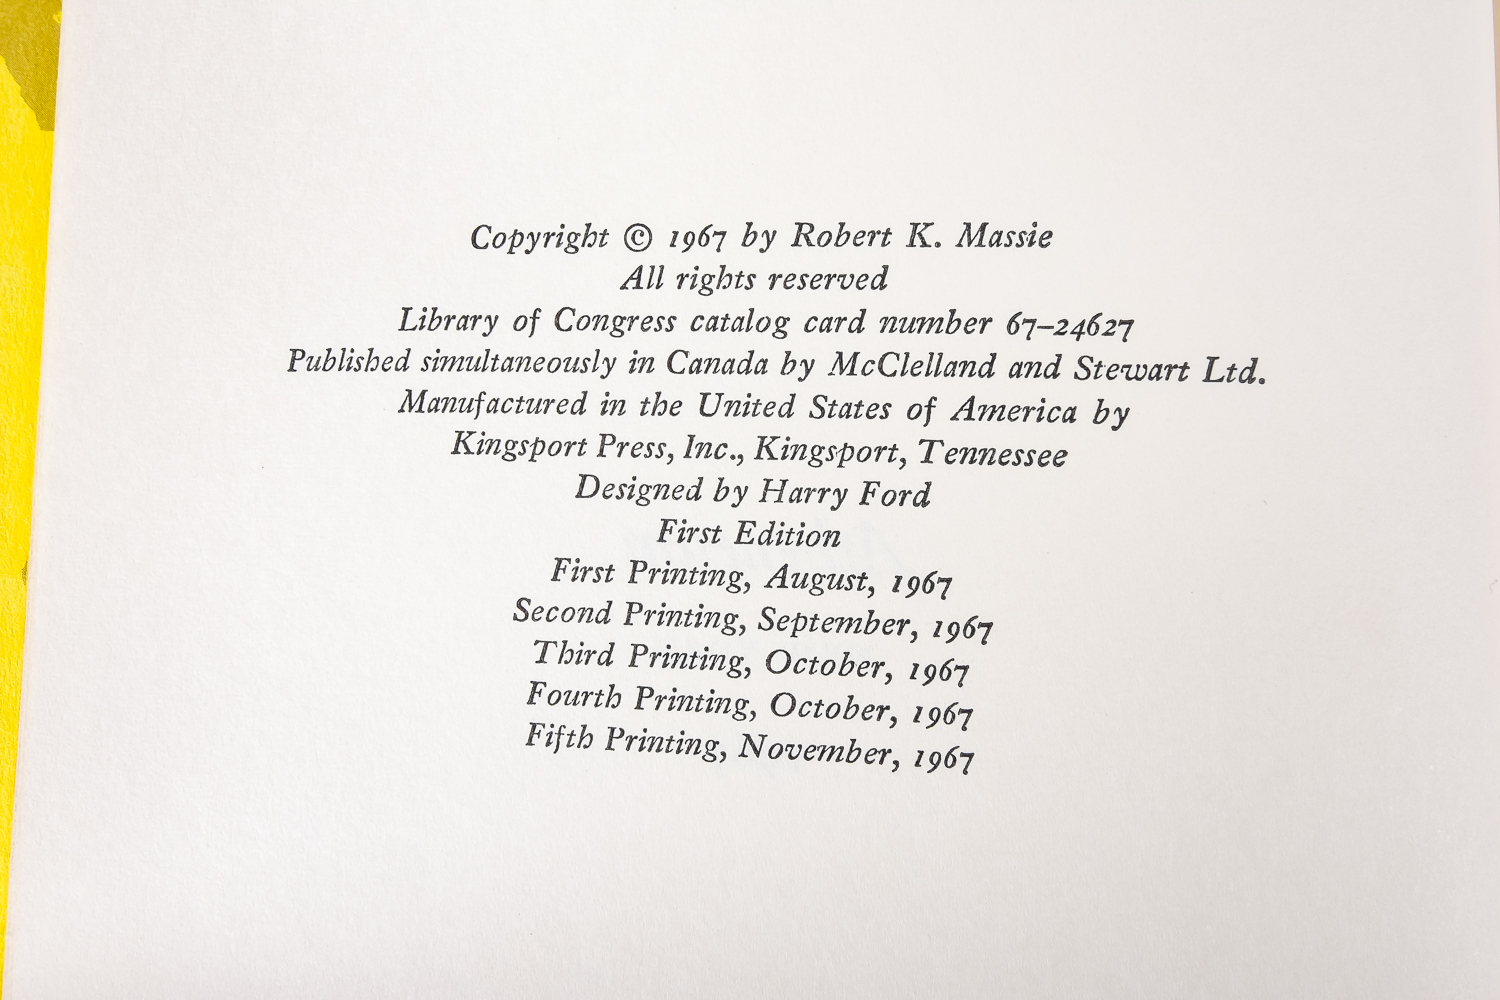 Copyright © 1967 by Robert K. Massie
All rights reserved
Library of Congress catalog card number 67–24627
Published simultaneously in Canada by McClelland and Stewart Ltd.
Manufactured in the United States of America by
Kingsport Press, Inc., Kingsport, Tennessee
Designed by Harry Ford
First Edition
First Printing, August, 1967
Second Printing, September, 1967
Third Printing, October, 1967
Fourth Printing, October, 1967
Fifth Printing, November, 1967